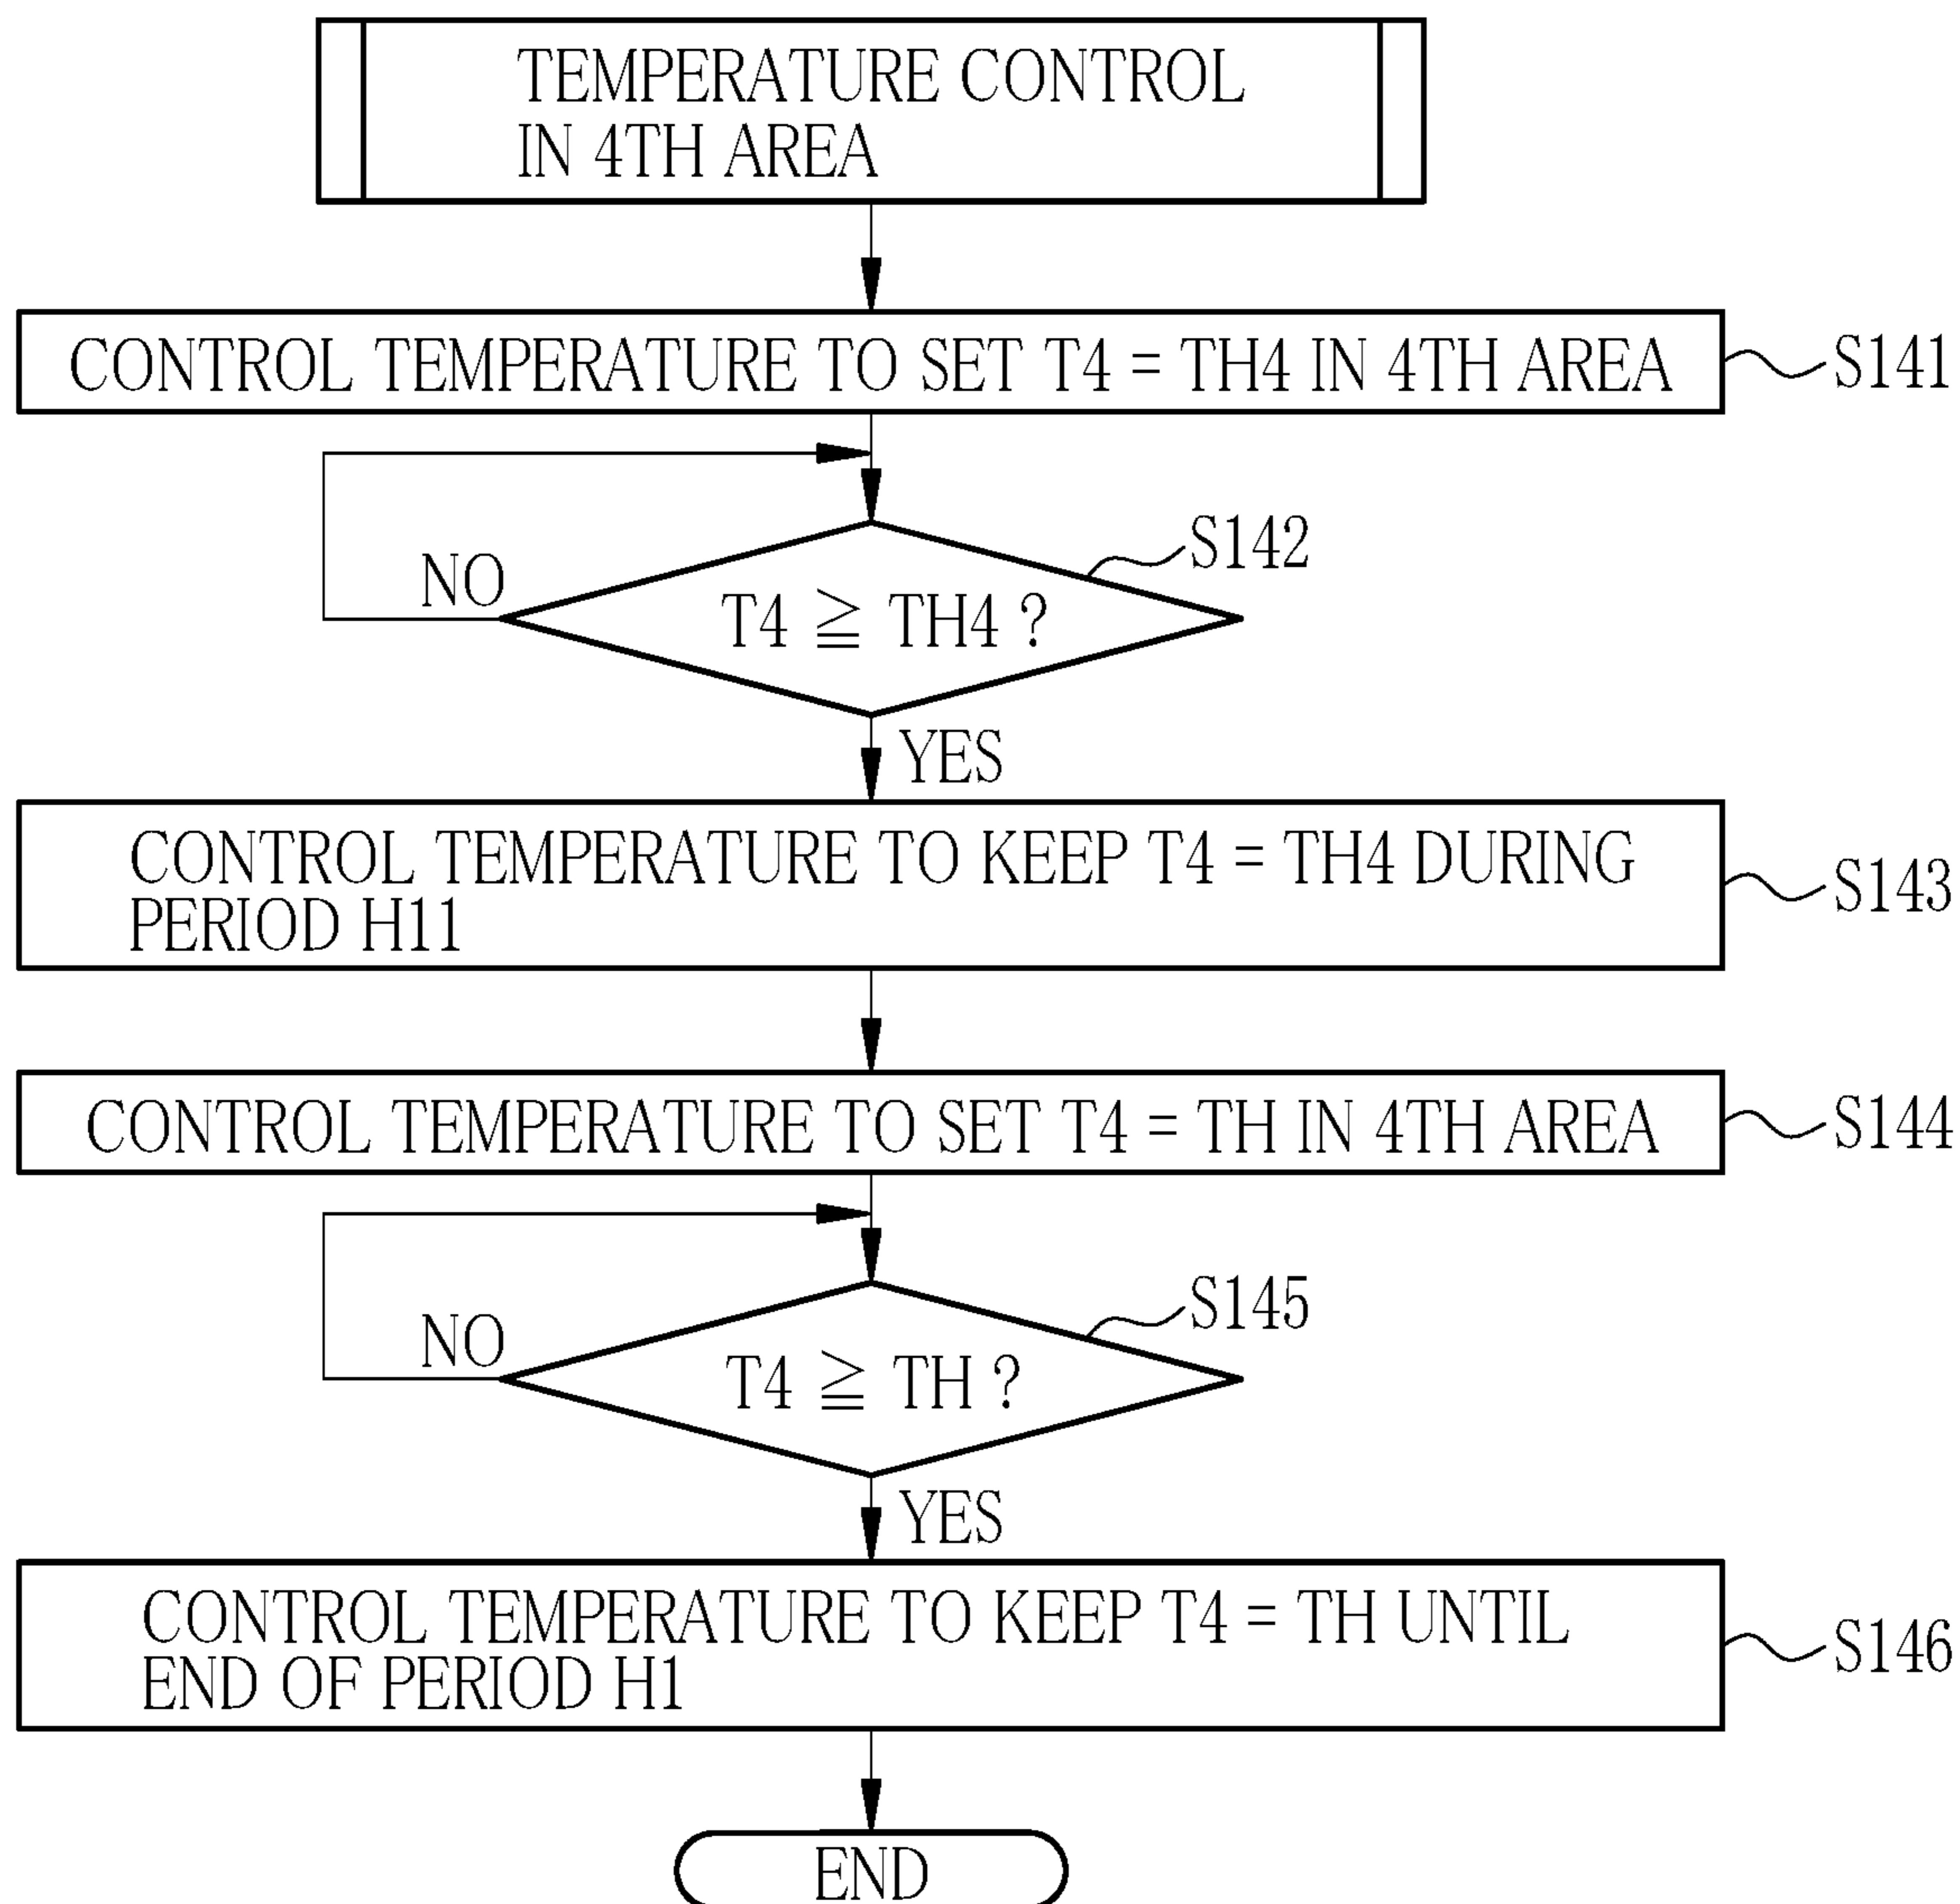 TEMPERATURE CONTROL
IN 4TH AREA
CONTROL TEMPERATURE TO SET T4 = TH4 IN 4TH AREA
S141
S142
NO
T4 ≧ TH4 ?
YES
CONTROL TEMPERATURE TO KEEP T4 = TH4 DURING
PERIOD H11
S143
CONTROL TEMPERATURE TO SET T4 = TH IN 4TH AREA
S144
S145
NO
T4 ≧ TH ?
YES
CONTROL TEMPERATURE TO KEEP T4 = TH UNTIL
END OF PERIOD H1
S146
END